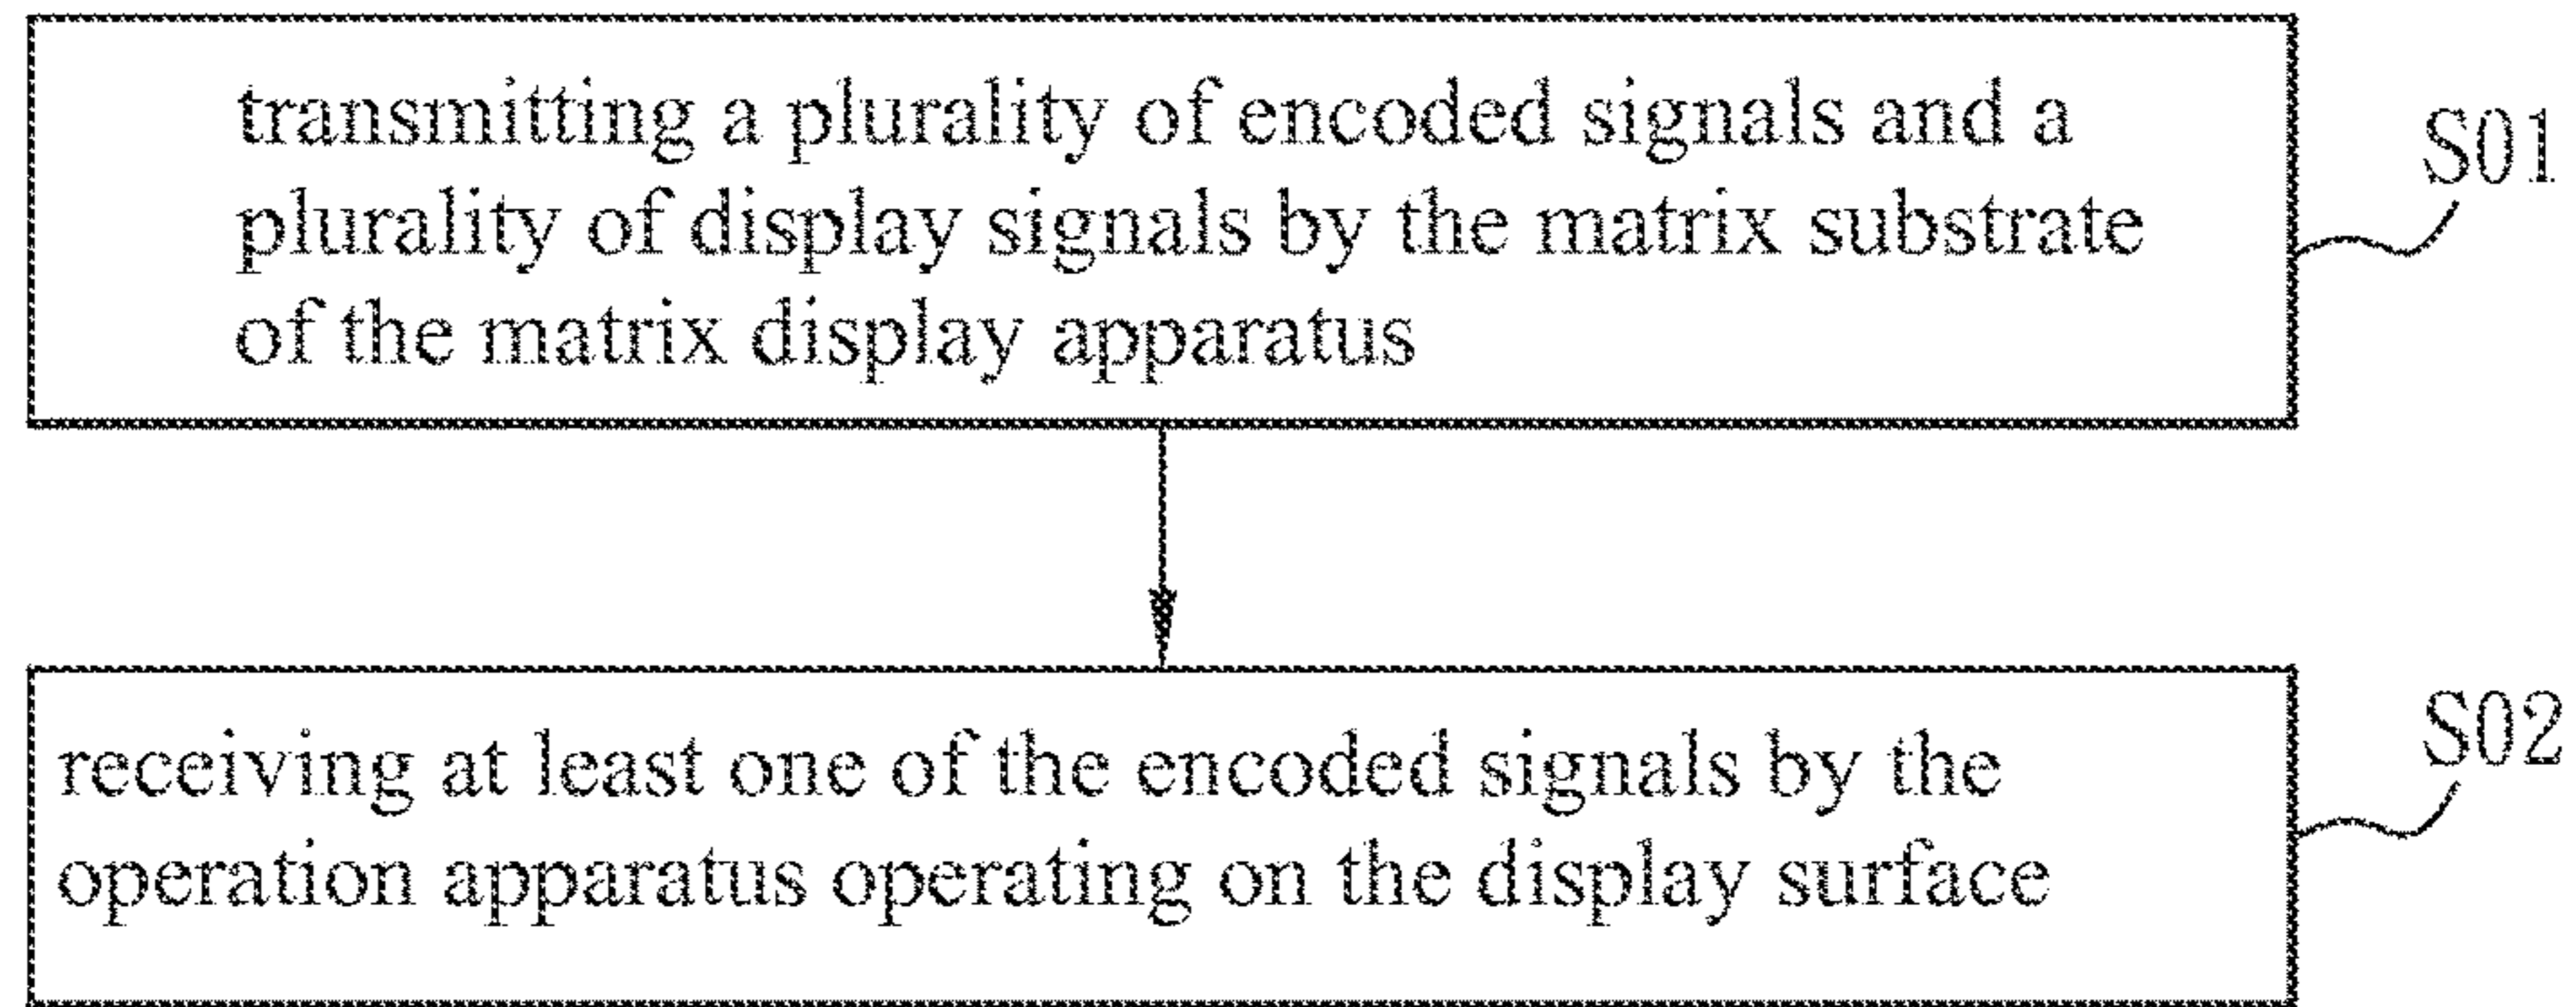 transmitting a plurality of encoded signals and a
plurality of display signals by the matrix substrate
of the matrix display apparatus
S01
receiving at least one of the encoded signals by the
operation apparatus operating on the display surface
S02